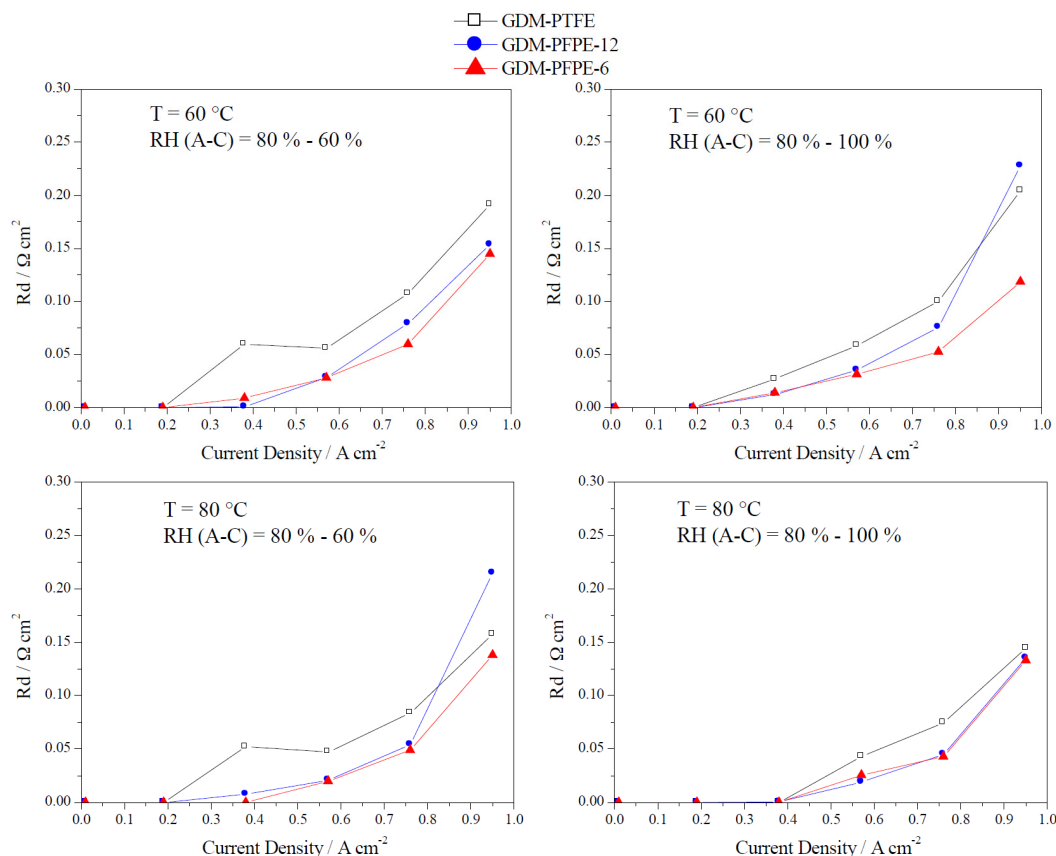 GDM-PTFE
GDM-PFPE-12
GDM-PFPE-6
T = 60 °C
RH (A-C) = 80 % - 60 %
Rd / Ω cm²
0.30
0.25
0.20
0.15
0.10
0.05
0.00
0.0 0.1 0.2 0.3 0.4 0.5 0.6 0.7 0.8 0.9 1.0
Current Density / A cm⁻²
T = 60 °C
RH (A-C) = 80 % - 100 %
Rd / Ω cm²
0.30
0.25
0.20
0.15
0.10
0.05
0.00
0.0 0.1 0.2 0.3 0.4 0.5 0.6 0.7 0.8 0.9 1.0
Current Density / A cm⁻²
T = 80 °C
RH (A-C) = 80 % - 60 %
Rd / Ω cm²
0.30
0.25
0.20
0.15
0.10
0.05
0.00
0.0 0.1 0.2 0.3 0.4 0.5 0.6 0.7 0.8 0.9 1.0
Current Density / A cm⁻²
T = 80 °C
RH (A-C) = 80 % - 100 %
Rd / Ω cm²
0.30
0.25
0.20
0.15
0.10
0.05
0.00
0.0 0.1 0.2 0.3 0.4 0.5 0.6 0.7 0.8 0.9 1.0
Current Density / A cm⁻²